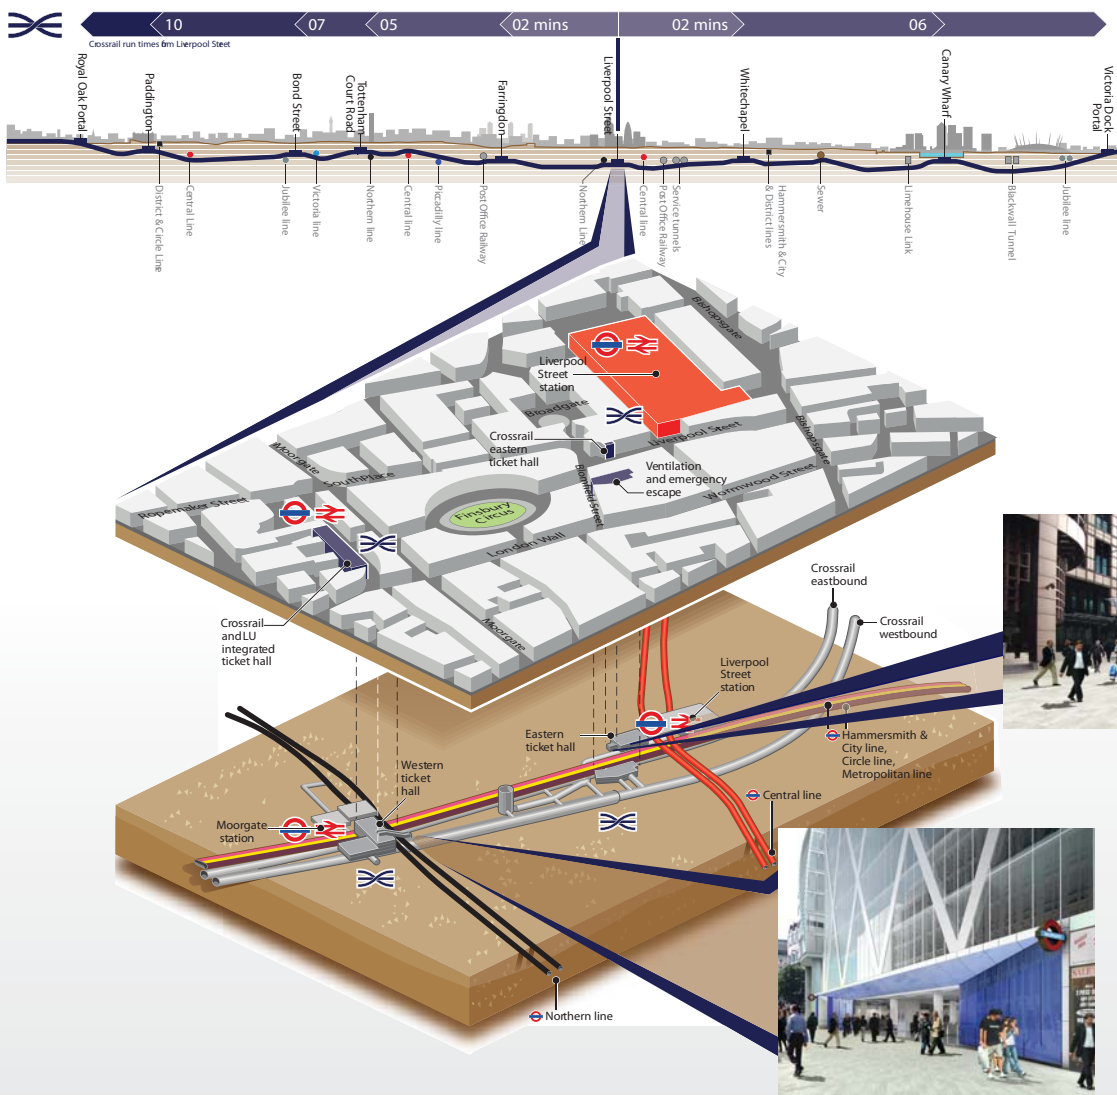 10
07
05
02 mins
02 mins
06
Crossrail run times from Liverpool Street
Royal Oak Portal
Paddington
Bond Street
Tottenham
Court Road
Farringdon
Liverpool Street
Whitechapel
Canary Wharf
Victoria Dock
Portal
District & Circle Line
Central Line
Jubilee line
Victoria line
Northern line
Central line
Piccadilly line
Post Office Railway
Northern Line
Central line
Post Office Railway
Service tunnels
Hammersmith & City
& District lines
Sewer
Limehouse Link
Blackwall Tunnel
Jubilee line
Bishopsgate
Liverpool
Street
station
Broadgate
Liverpool Street
Bishopsgate
Crossrail
eastern
ticket hall
Moorgate
SouthPlace
Ventilation
and emergency
escape
Wormwood Street
Blomfield Street
Ropemaker Street
Finsbury
Circus
London Wall
Moorgate
Crossrail
and LU
integrated
ticket hall
Crossrail
eastbound
Crossrail
westbound
Liverpool
Street
station
Eastern
ticket hall
Hammersmith &
City line,
Circle line,
Metropolitan line
Western
ticket
hall
Central line
Moorgate
station
Northern line
SALE